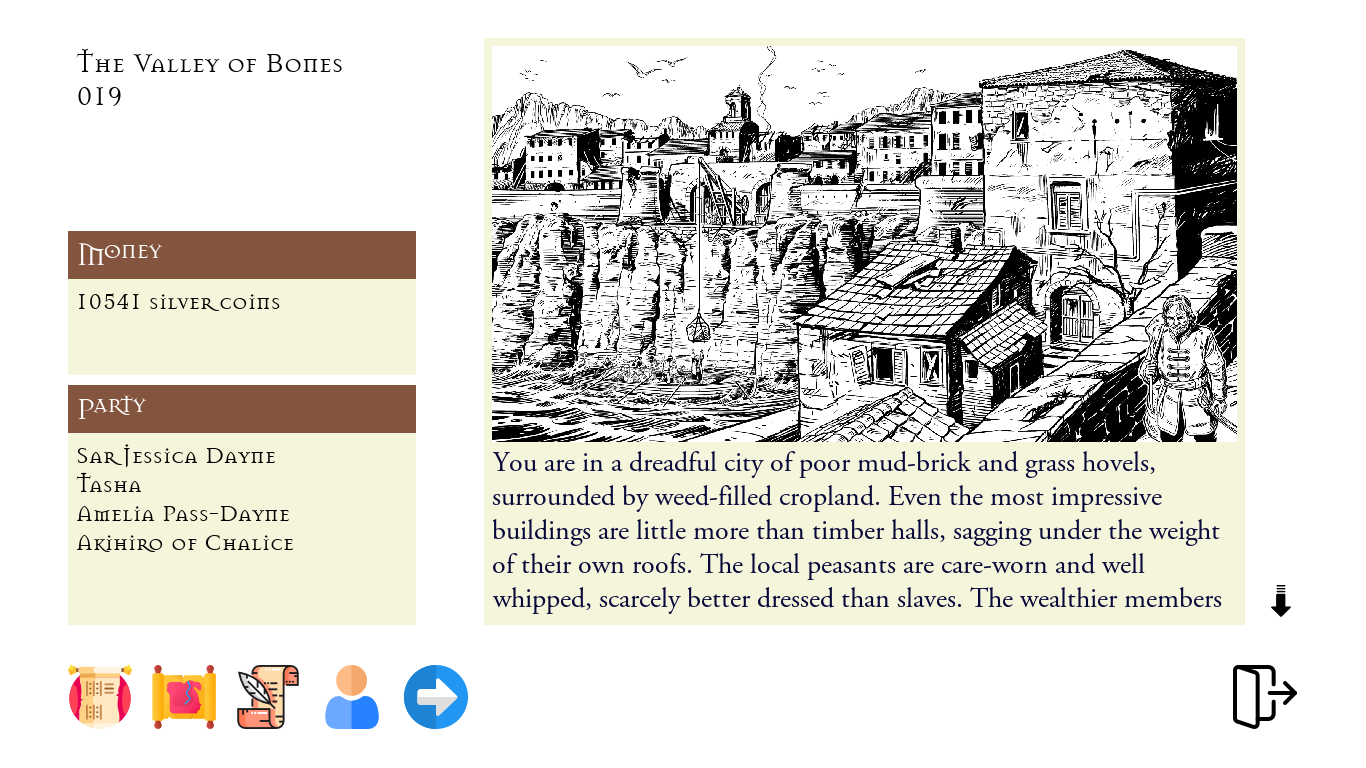 The Valley of Bones
019
Money
10541 silver coins
Party
Sar Jessica Dayne
Tasha
Amelia Pass-Dayne
Akihiro of Chalice
You are in a dreadful city of poor mud-brick and grass hovels,
surrounded by weed-filled cropland. Even the most impressive
buildings are little more than timber halls, sagging under the weight
of their own roofs. The local peasants are care-worn and well
whipped, scarcely better dressed than slaves. The wealthier members